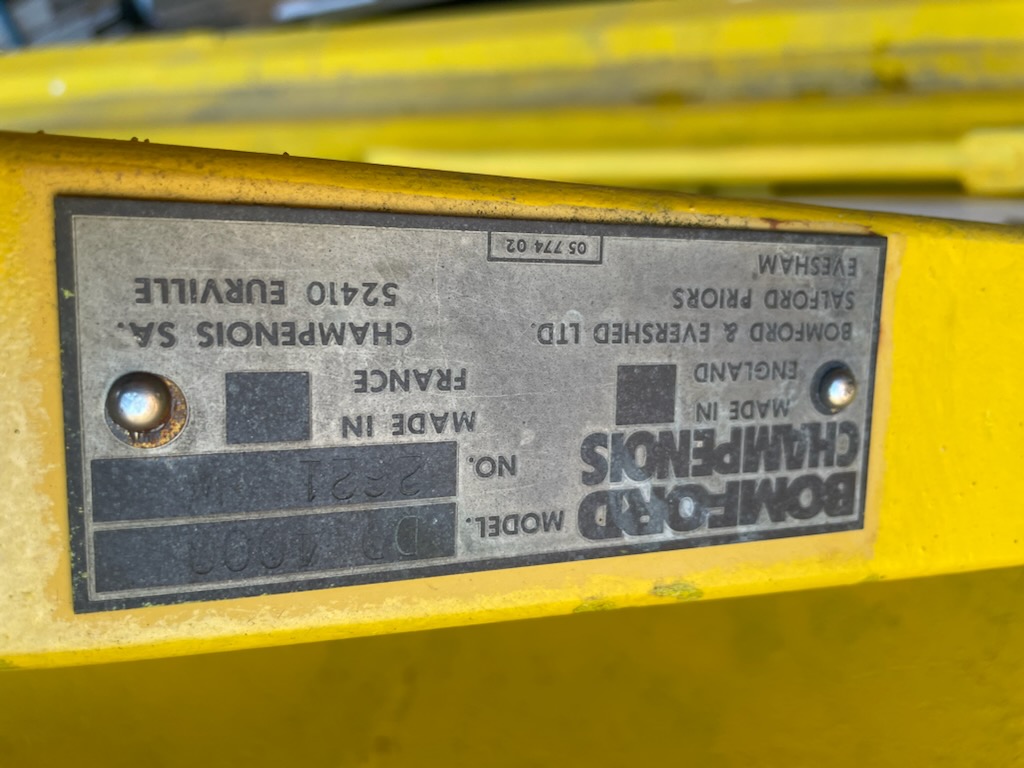 BOMFORD
CHAMPENOIS
MODEL.
NO.
MADE IN
ENGLAND
MADE IN
FRANCE
BOMFORD & EVERSHED LTD.
SALFORD PRIORS
EVESHAM
CHAMPENOIS SA.
52410 EURVILLE
05 774 02